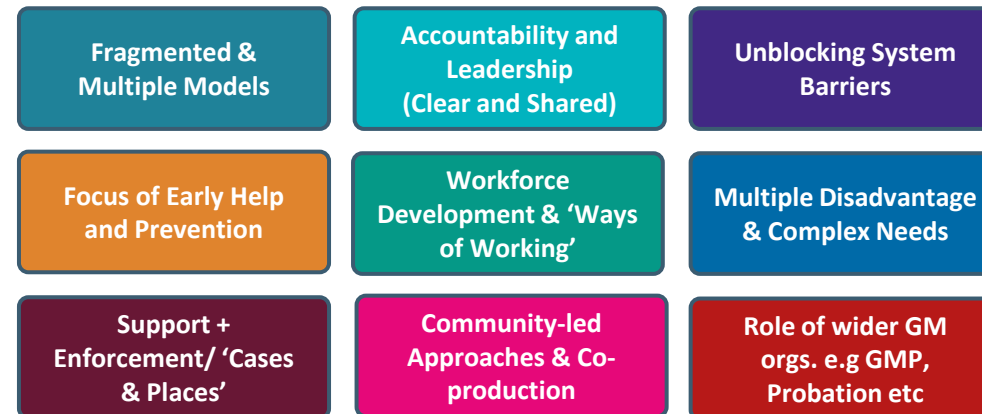 Fragmented &
Multiple Models
Accountability and
Leadership
(Clear and Shared)
Unblocking System
Barriers
Focus of Early Help
and Prevention
Workforce
Development & ‘Ways
of Working’
Multiple Disadvantage
& Complex Needs
Support +
Enforcement/ ‘Cases
& Places’
Community-led
Approaches & Co-
production
Role of wider GM
orgs. e.g GMP,
Probation etc